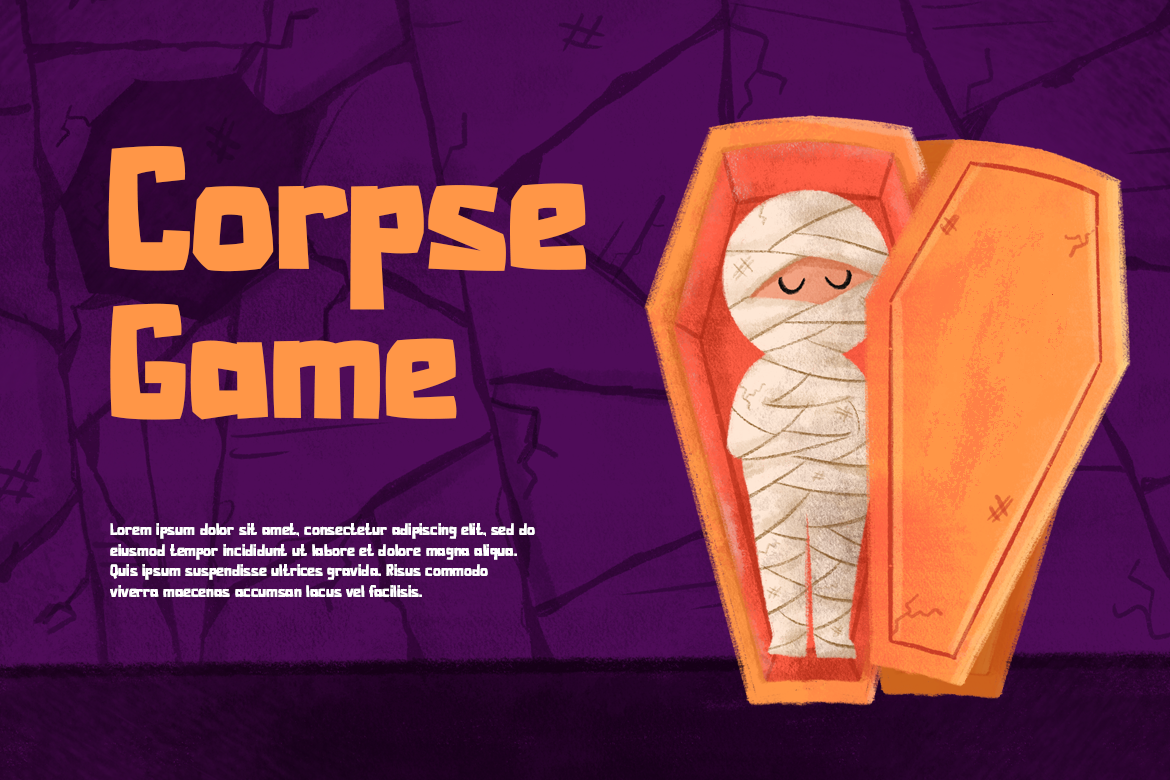 Corpse
Game
Lorem ipsum dolor sit amet, consectetur adipiscing elit, sed do
eiusmod tempor incididunt ut labore et dolore magna aliqua.
Quis ipsum suspendisse ultrices gravida. Risus commodo
viverra maecenas accumsan lacus vel facilisis.